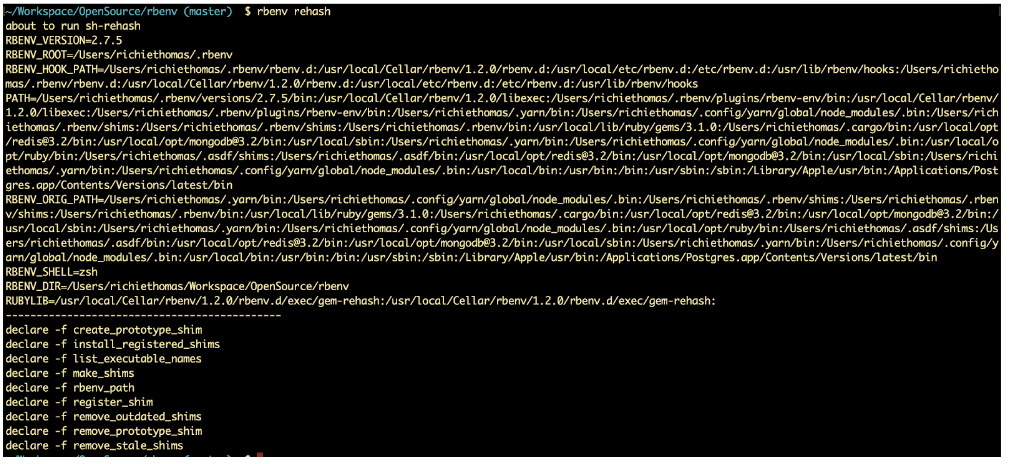 ~/Workspace/OpenSource/rbenv (master)  $ rbenv rehash
about to run sh-rehash
RBENV_VERSION=2.7.5
RBENV_ROOT=/Users/richiethomas/.rbenv
RBENV_HOOK_PATH=/Users/richiethomas/.rbenv/rbenv.d:/usr/local/Cellar/rbenv/1.2.0/rbenv.d:/usr/local/etc/rbenv.d:/etc/rbenv.d:/usr/lib/rbenv/hooks:/Users/richietho
mas/.rbenv/rbenv.d:/usr/local/Cellar/rbenv/1.2.0/rbenv.d:/usr/local/etc/rbenv.d:/etc/rbenv.d:/usr/lib/rbenv/hooks
PATH=/Users/richiethomas/.rbenv/versions/2.7.5/bin:/usr/local/Cellar/rbenv/1.2.0/libexec:/Users/richiethomas/.rbenv/plugins/rbenv-env/bin:/usr/local/Cellar/rbenv/
1.2.0/libexec:/Users/richiethomas/.rbenv/plugins/rbenv-env/bin:/Users/richiethomas/.yarn/bin:/Users/richiethomas/.config/yarn/global/node_modules/.bin:/Users/rich
iethomas/.rbenv/shims:/Users/richiethomas/.rbenv/shims:/Users/richiethomas/.rbenv/bin:/usr/local/lib/ruby/gems/3.1.0:/Users/richiethomas/.cargo/bin:/usr/local/opt
/redis@3.2/bin:/usr/local/opt/mongodb@3.2/bin:/usr/local/sbin:/Users/richiethomas/.yarn/bin:/Users/richiethomas/.config/yarn/global/node_modules/.bin:/usr/local/o
pt/ruby/bin:/Users/richiethomas/.asdf/shims:/Users/richiethomas/.asdf/bin:/usr/local/opt/redis@3.2/bin:/usr/local/opt/mongodb@3.2/bin:/usr/local/sbin:/Users/richi
ethomas/.yarn/bin:/Users/richiethomas/.config/yarn/global/node_modules/.bin:/usr/local/bin:/usr/bin:/bin:/usr/sbin:/sbin:/Library/Apple/usr/bin:/Applications/Post
gres.app/Contents/Versions/latest/bin
RBENV_ORIG_PATH=/Users/richiethomas/.yarn/bin:/Users/richiethomas/.config/yarn/global/node_modules/.bin:/Users/richiethomas/.rbenv/shims:/Users/richiethomas/.rben
v/shims:/Users/richiethomas/.rbenv/bin:/usr/local/lib/ruby/gems/3.1.0:/Users/richiethomas/.cargo/bin:/usr/local/opt/redis@3.2/bin:/usr/local/opt/mongodb@3.2/bin:/
usr/local/sbin:/Users/richiethomas/.yarn/bin:/Users/richiethomas/.config/yarn/global/node_modules/.bin:/usr/local/opt/ruby/bin:/Users/richiethomas/.asdf/shims:/Us
ers/richiethomas/.asdf/bin:/usr/local/opt/redis@3.2/bin:/usr/local/opt/mongodb@3.2/bin:/usr/local/sbin:/Users/richiethomas/.yarn/bin:/Users/richiethomas/.config/y
arn/global/node_modules/.bin:/usr/local/bin:/usr/bin:/bin:/usr/sbin:/sbin:/Library/Apple/usr/bin:/Applications/Postgres.app/Contents/Versions/latest/bin
RBENV_SHELL=zsh
RBENV_DIR=/Users/richiethomas/Workspace/OpenSource/rbenv
RUBYLIB=/usr/local/Cellar/rbenv/1.2.0/rbenv.d/exec/gem-rehash:/usr/local/Cellar/rbenv/1.2.0/rbenv.d/exec/gem-rehash:
--------------------------------------------
declare -f create_prototype_shim
declare -f install_registered_shims
declare -f list_executable_names
declare -f make_shims
declare -f rbenv_path
declare -f register_shim
declare -f remove_outdated_shims
declare -f remove_prototype_shim
declare -f remove_stale_shims